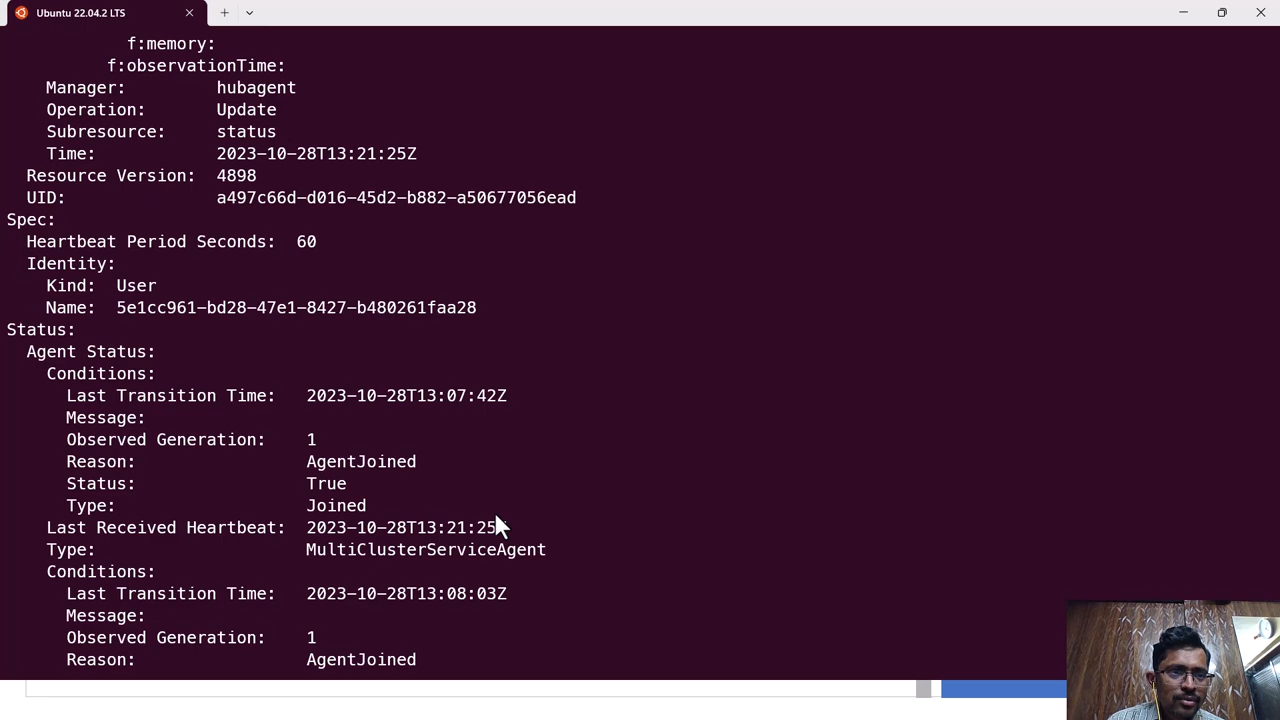 Ubuntu 22.04.2 LTS
f:memory:
f:observationTime:
Manager: hubagent
Operation: Update
Subresource: status
Time: 2023-10-28T13:21:25Z
Resource Version: 4898
UID: a497c66d-d016-45d2-b882-a50677056ead
Spec:
Heartbeat Period Seconds: 60
Identity:
Kind: User
Name: 5e1cc961-bd28-47e1-8427-b480261faa28
Status:
Agent Status:
Conditions:
Last Transition Time: 2023-10-28T13:07:42Z
Message:
Observed Generation: 1
Reason: AgentJoined
Status: True
Type: Joined
Last Received Heartbeat: 2023-10-28T13:21:25Z
Type: MultiClusterServiceAgent
Conditions:
Last Transition Time: 2023-10-28T13:08:03Z
Message:
Observed Generation: 1
Reason: AgentJoined